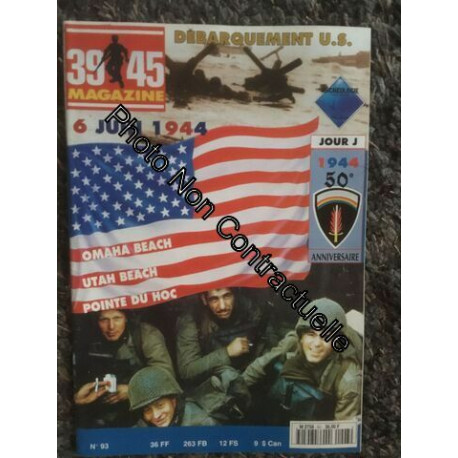 DÉBARQUEMENT U.S.
39 45
MAGAZINE
6 JUIN 1944
JOUR J
1944
50e
ANNIVERSAIRE
OMAHA BEACH
UTAH BEACH
POINTE DU HOC
Photo Non Contractuelle
N° 93
36 FF
263 FB
12 FS
9 $ Can